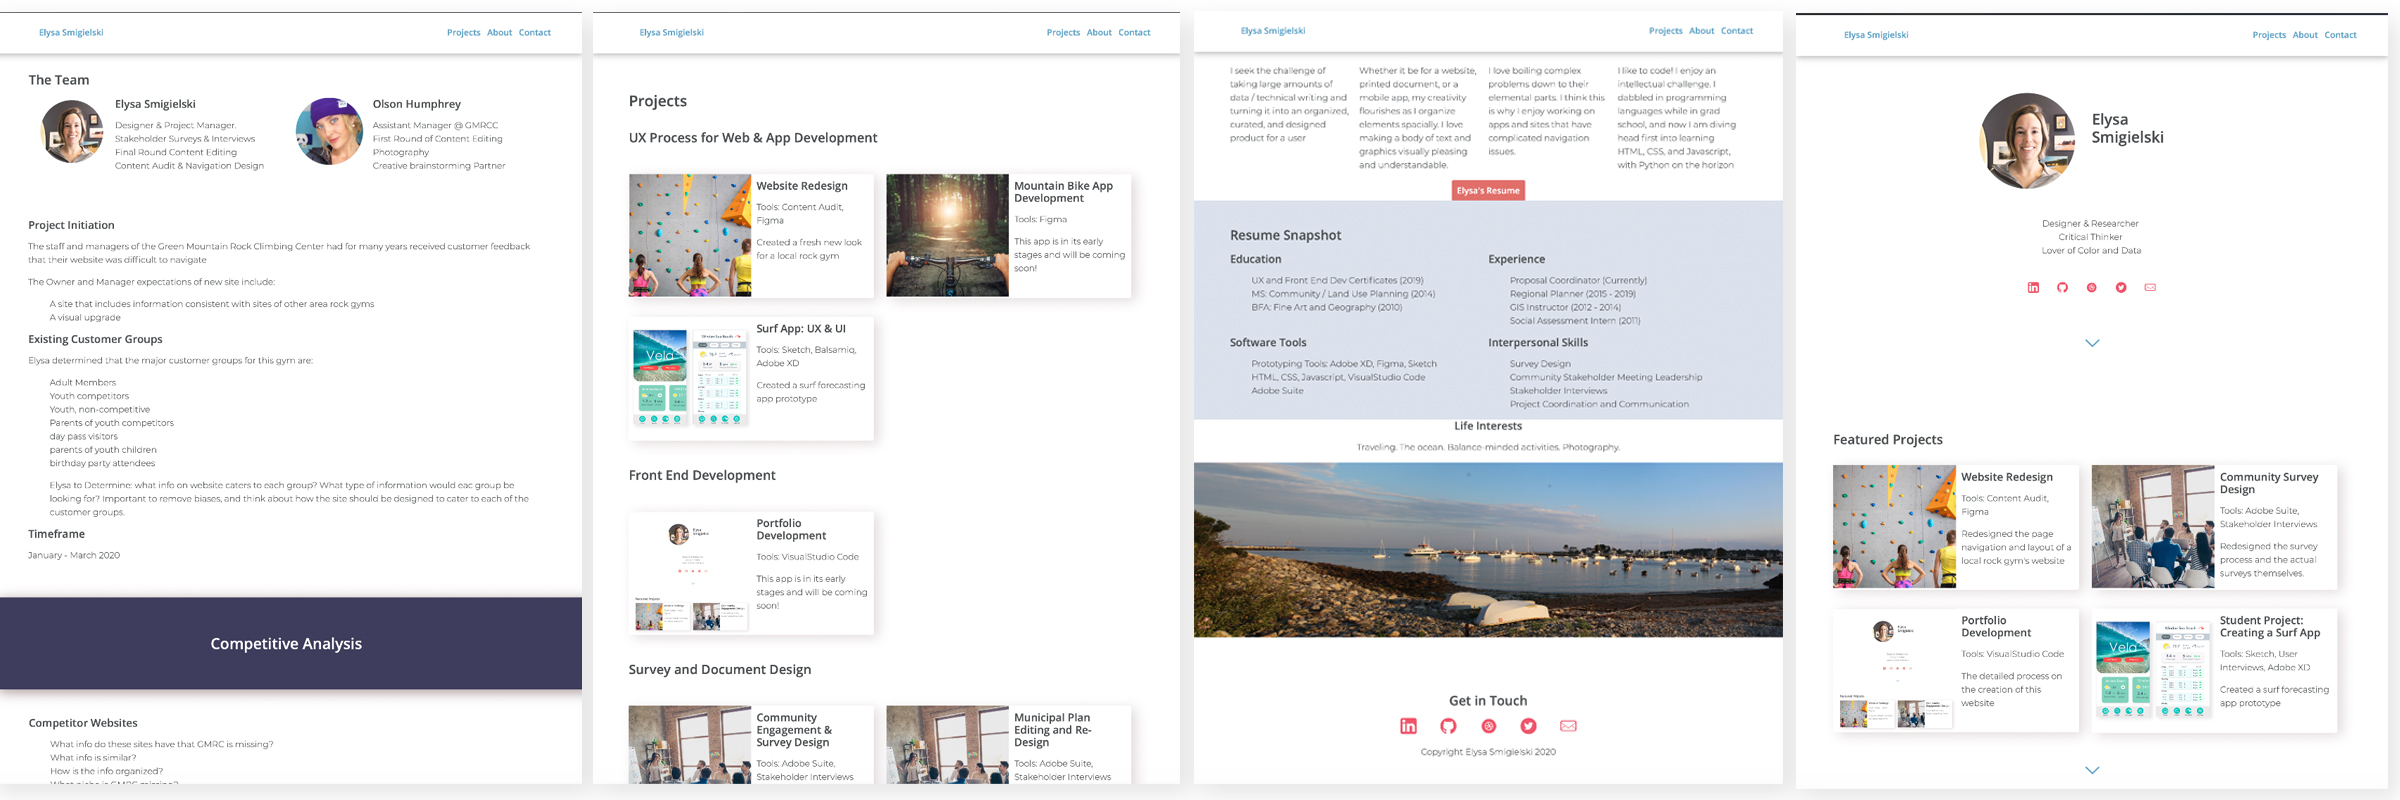 Elysa Smigielski
Projects About Contact
The Team
Elysa Smigielski
Designer & Project Manager.
Stakeholder Surveys & Interviews
Final Round Content Editing
Content Audit & Navigation Design
Olson Humphrey
Assistant Manager @ GMRCC
First Round of Content Editing
Photography
Creative brainstorming Partner
Project Initiation
The staff and managers of the Green Mountain Rock Climbing Center had for many years received customer feedback
that their website was difficult to navigate
The Owner and Manager expectations of new site include:
A site that includes information consistent with sites of other area rock gyms
A visual upgrade
Existing Customer Groups
Elysa determined that the major customer groups for this gym are:
Adult Members
Youth competitors
Youth, non-competitive
Parents of youth competitors
day pass visitors
parents of youth children
birthday party attendees
Elysa to Determine: what info on website caters to each group? What type of information would eac group be
looking for? Important to remove biases, and think about how the site should be designed to cater to each of the
customer groups.
Timeframe
January - March 2020
Competitive Analysis
Competitor Websites
What info do these sites have that GMRC is missing?
What info is similar?
How is the info organized?
What niche is GMRC missing?
Elysa Smigielski
Projects About Contact
Projects
UX Process for Web & App Development
Website Redesign
Tools: Content Audit,
Figma
Created a fresh new look
for a local rock gym
Mountain Bike App
Development
Tools: Figma
This app is in its early
stages and will be coming
soon!
Vela
Surf App: UX & UI
Tools: Sketch, Balsamiq,
Adobe XD
Created a surf forecasting
app prototype
Front End Development
Portfolio
Development
Tools: VisualStudio Code
This app is in its early
stages and will be coming
soon!
Survey and Document Design
Community
Engagement &
Survey Design
Tools: Adobe Suite,
Stakeholder Interviews
Municipal Plan
Editing and Re-
Design
Tools: Adobe Suite,
Stakeholder Interviews
Elysa Smigielski
Projects About Contact
I seek the challenge of
taking large amounts of
data / technical writing and
turning it into an organized,
curated, and designed
product for a user
Whether it be for a website,
printed document, or a
mobile app, my creativity
flourishes as I organize
elements spacially. I love
making a body of text and
graphics visually pleasing
and understandable.
I love boiling complex
problems down to their
elemental parts. I think this
is why I enjoy working on
apps and sites that have
complicated navigation
issues.
I like to code! I enjoy an
intellectual challenge. I
dabbled in programming
languages while in grad
school, and now I am diving
head first into learning
HTML, CSS, and Javascript,
with Python on the horizon
Elysa's Resume
Resume Snapshot
Education
UX and Front End Dev Certificates (2019)
MS: Community / Land Use Planning (2014)
BFA: Fine Art and Geography (2010)
Experience
Proposal Coordinator (Currently)
Regional Planner (2015 - 2019)
GIS Instructor (2012 - 2014)
Social Assessment Intern (2011)
Software Tools
Prototyping Tools: Adobe XD, Figma, Sketch
HTML, CSS, Javascript, VisualStudio Code
Adobe Suite
Interpersonal Skills
Survey Design
Community Stakeholder Meeting Leadership
Stakeholder Interviews
Project Coordination and Communication
Life Interests
Traveling. The ocean. Balance-minded activities. Photography.
Get in Touch
Copyright Elysa Smigielski 2020
Elysa Smigielski
Projects About Contact
Elysa
Smigielski
Designer & Researcher
Critical Thinker
Lover of Color and Data
Featured Projects
Website Redesign
Tools: Content Audit,
Figma
Redesigned the page
navigation and layout of a
local rock gym's website
Community Survey
Design
Tools: Adobe Suite,
Stakeholder Interviews
Redesigned the survey
process and the actual
surveys themselves.
Portfolio
Development
Tools: VisualStudio Code
The detailed process on
the creation of this
website
Vela
Student Project:
Creating a Surf App
Tools: Sketch, User
Interviews, Adobe XD
Created a surf forecasting
app prototype